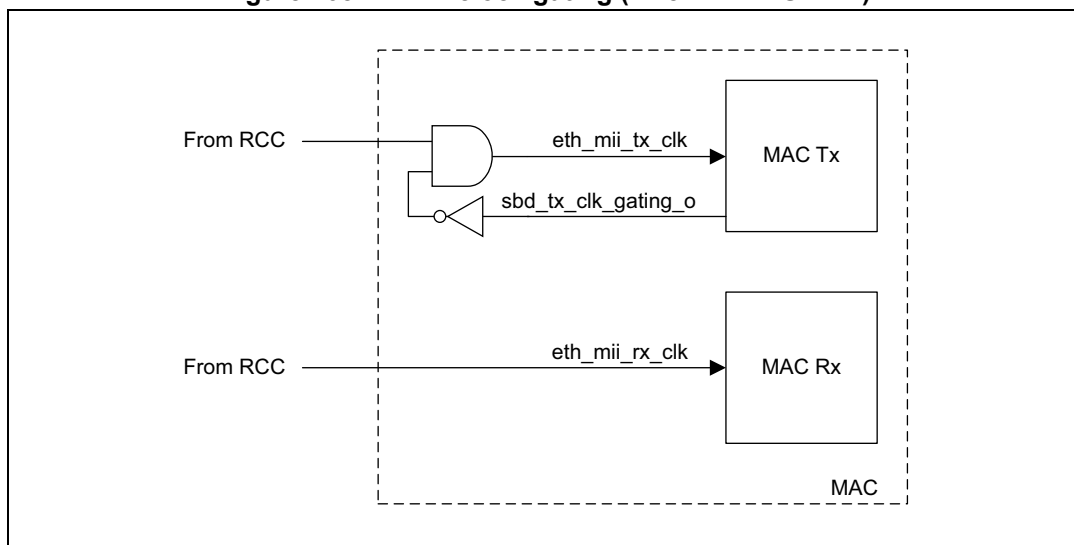 From RCC
eth_mii_tx_clk
MAC Tx
sbd_tx_clk_gating_o
From RCC
eth_mii_rx_clk
MAC Rx
MAC